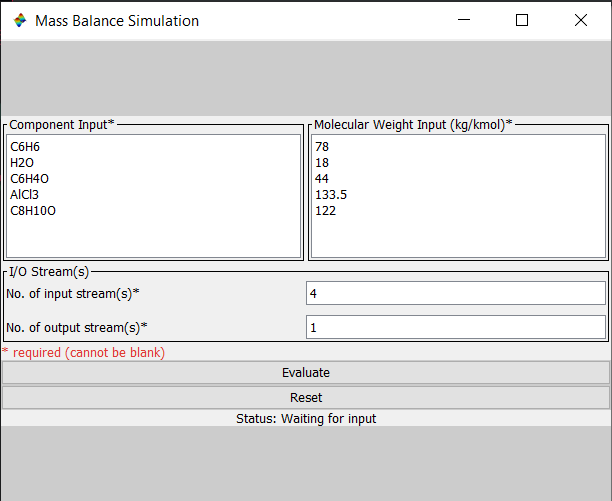 Mass Balance Simulation
Component Input*
C6H6
H2O
C6H4O
AlCl3
C8H10O
Molecular Weight Input (kg/kmol)*
78
18
44
133.5
122
I/O Stream(s)
No. of input stream(s)* 4
No. of output stream(s)* 1
* required (cannot be blank)
Evaluate
Reset
Status: Waiting for input